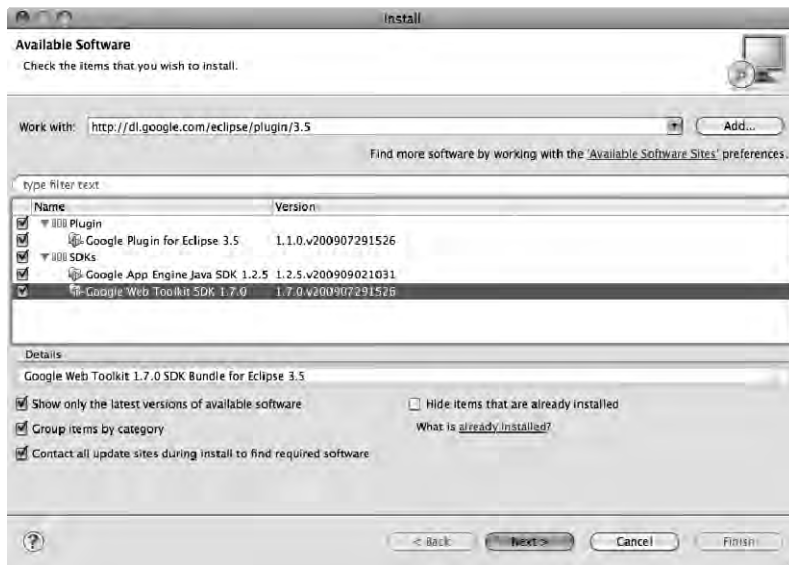 Install
Available Software
Check the items that you wish to install.
Work with: http://dl.google.com/eclipse/plugin/3.5 Add...
Find more software by working with the 'Available Software Sites' preferences.
type filter text
Name Version
Plugin
Google Plugin for Eclipse 3.5 1.1.0.v200907291526
SDKs
Google App Engine Java SDK 1.2.5 1.2.5.v200909021031
Google Web Toolkit SDK 1.7.0 1.7.0.v200907291526
Details
Google Web Toolkit 1.7.0 SDK Bundle for Eclipse 3.5
Show only the latest versions of available software Hide items that are already installed
Group items by category What is already installed?
Contact all update sites during install to find required software
? < Back Next > Cancel Finish